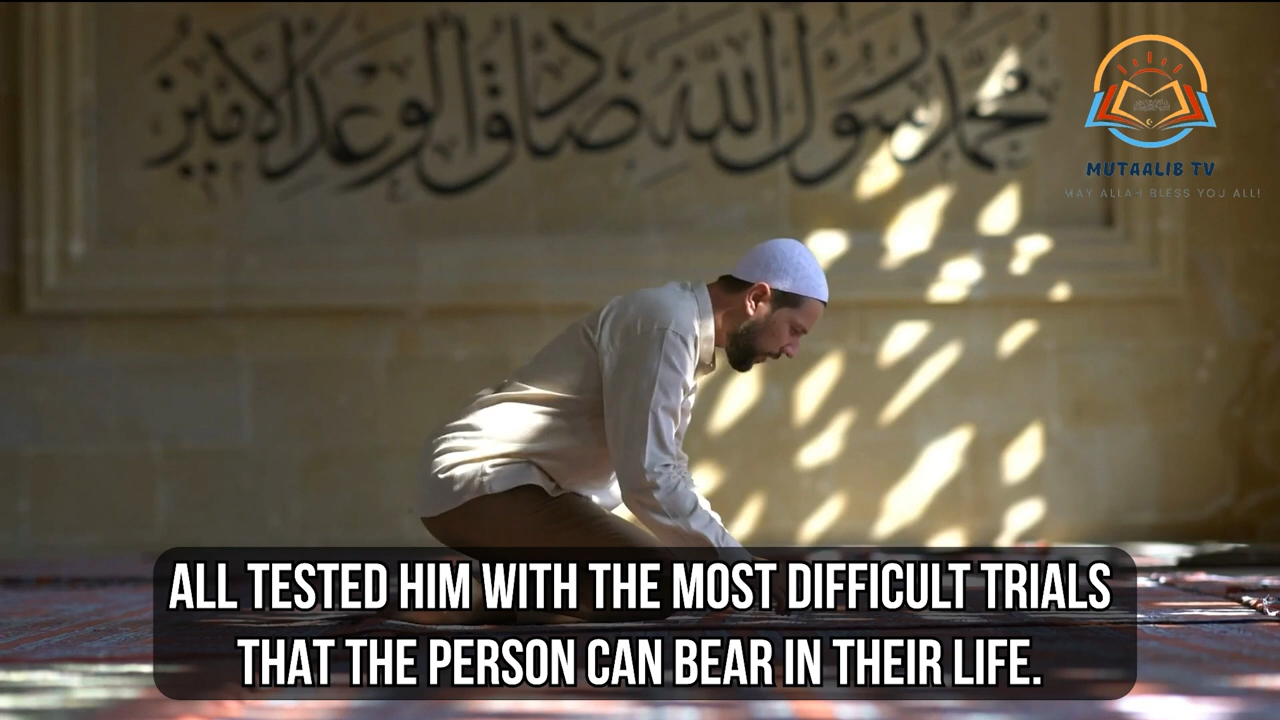 محمد رسول الله صادق الوعد الامين
MUTAALIB TV
MAY ALLAH BLESS YOU ALL!
ALL TESTED HIM WITH THE MOST DIFFICULT TRIALS
THAT THE PERSON CAN BEAR IN THEIR LIFE.